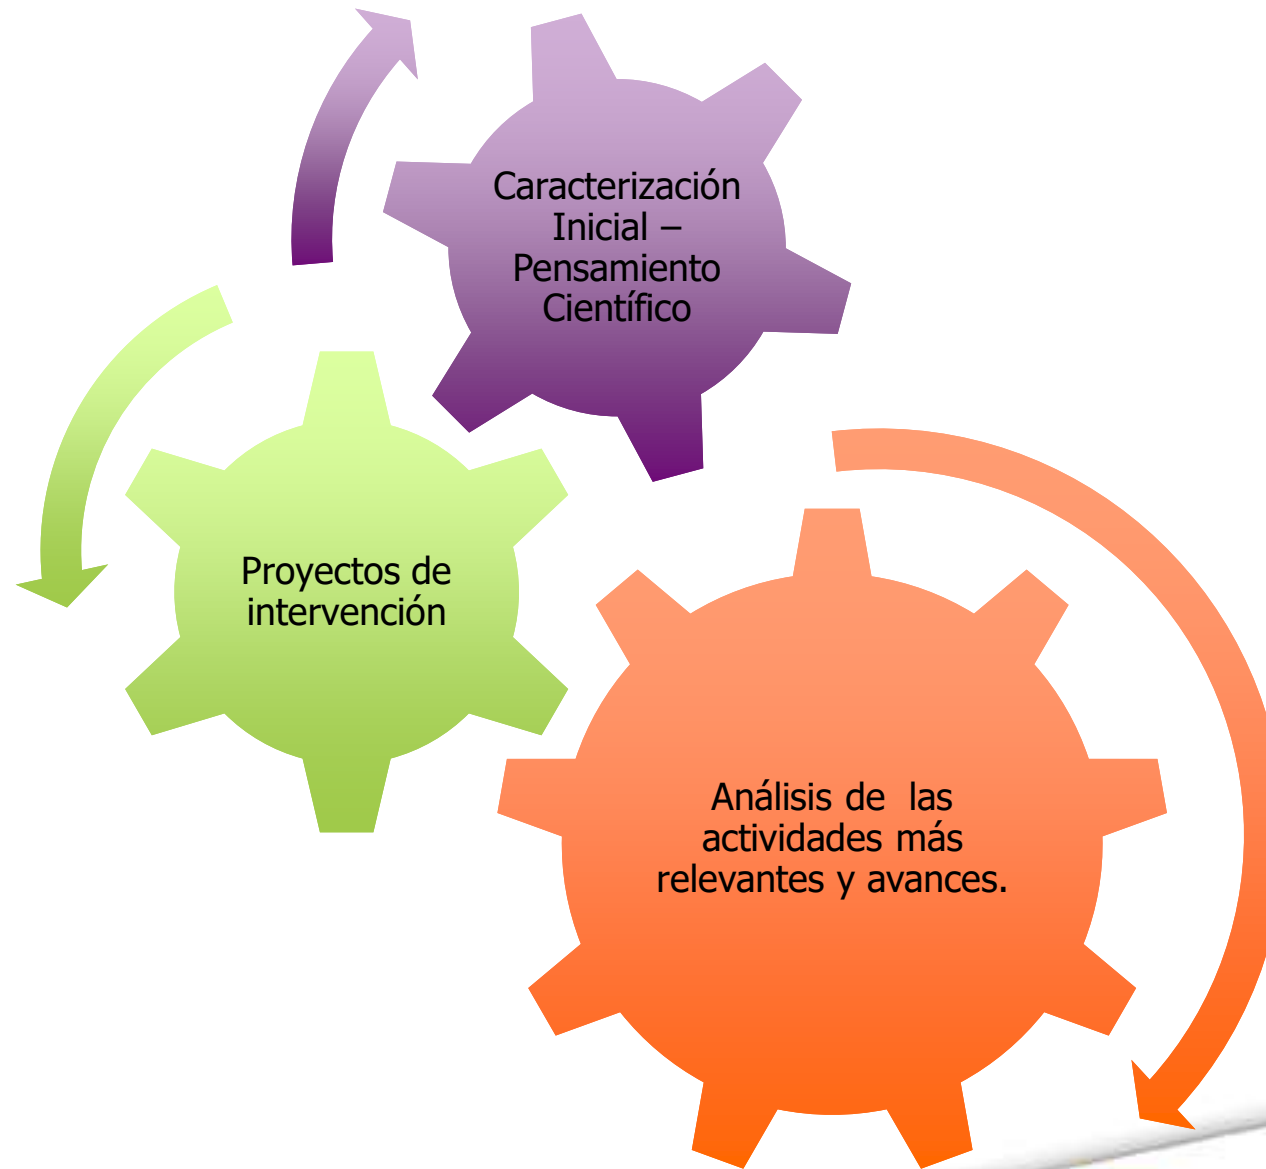 Caracterización
Inicial –
Pensamiento
Científico
Proyectos de
intervención
Análisis de  las
actividades más
relevantes y avances.